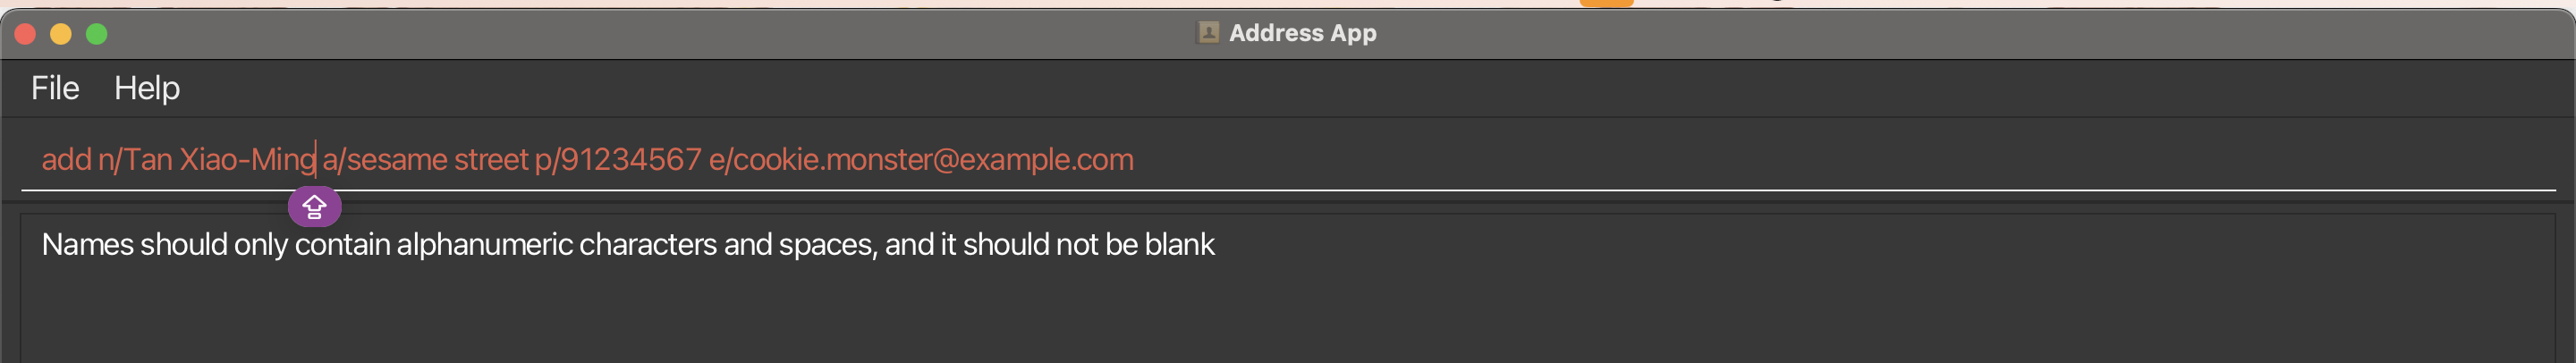 Address App
File Help
add n/Tan Xiao-Ming a/sesame street p/91234567 e/cookie.monster@example.com
Names should only contain alphanumeric characters and spaces, and it should not be blank